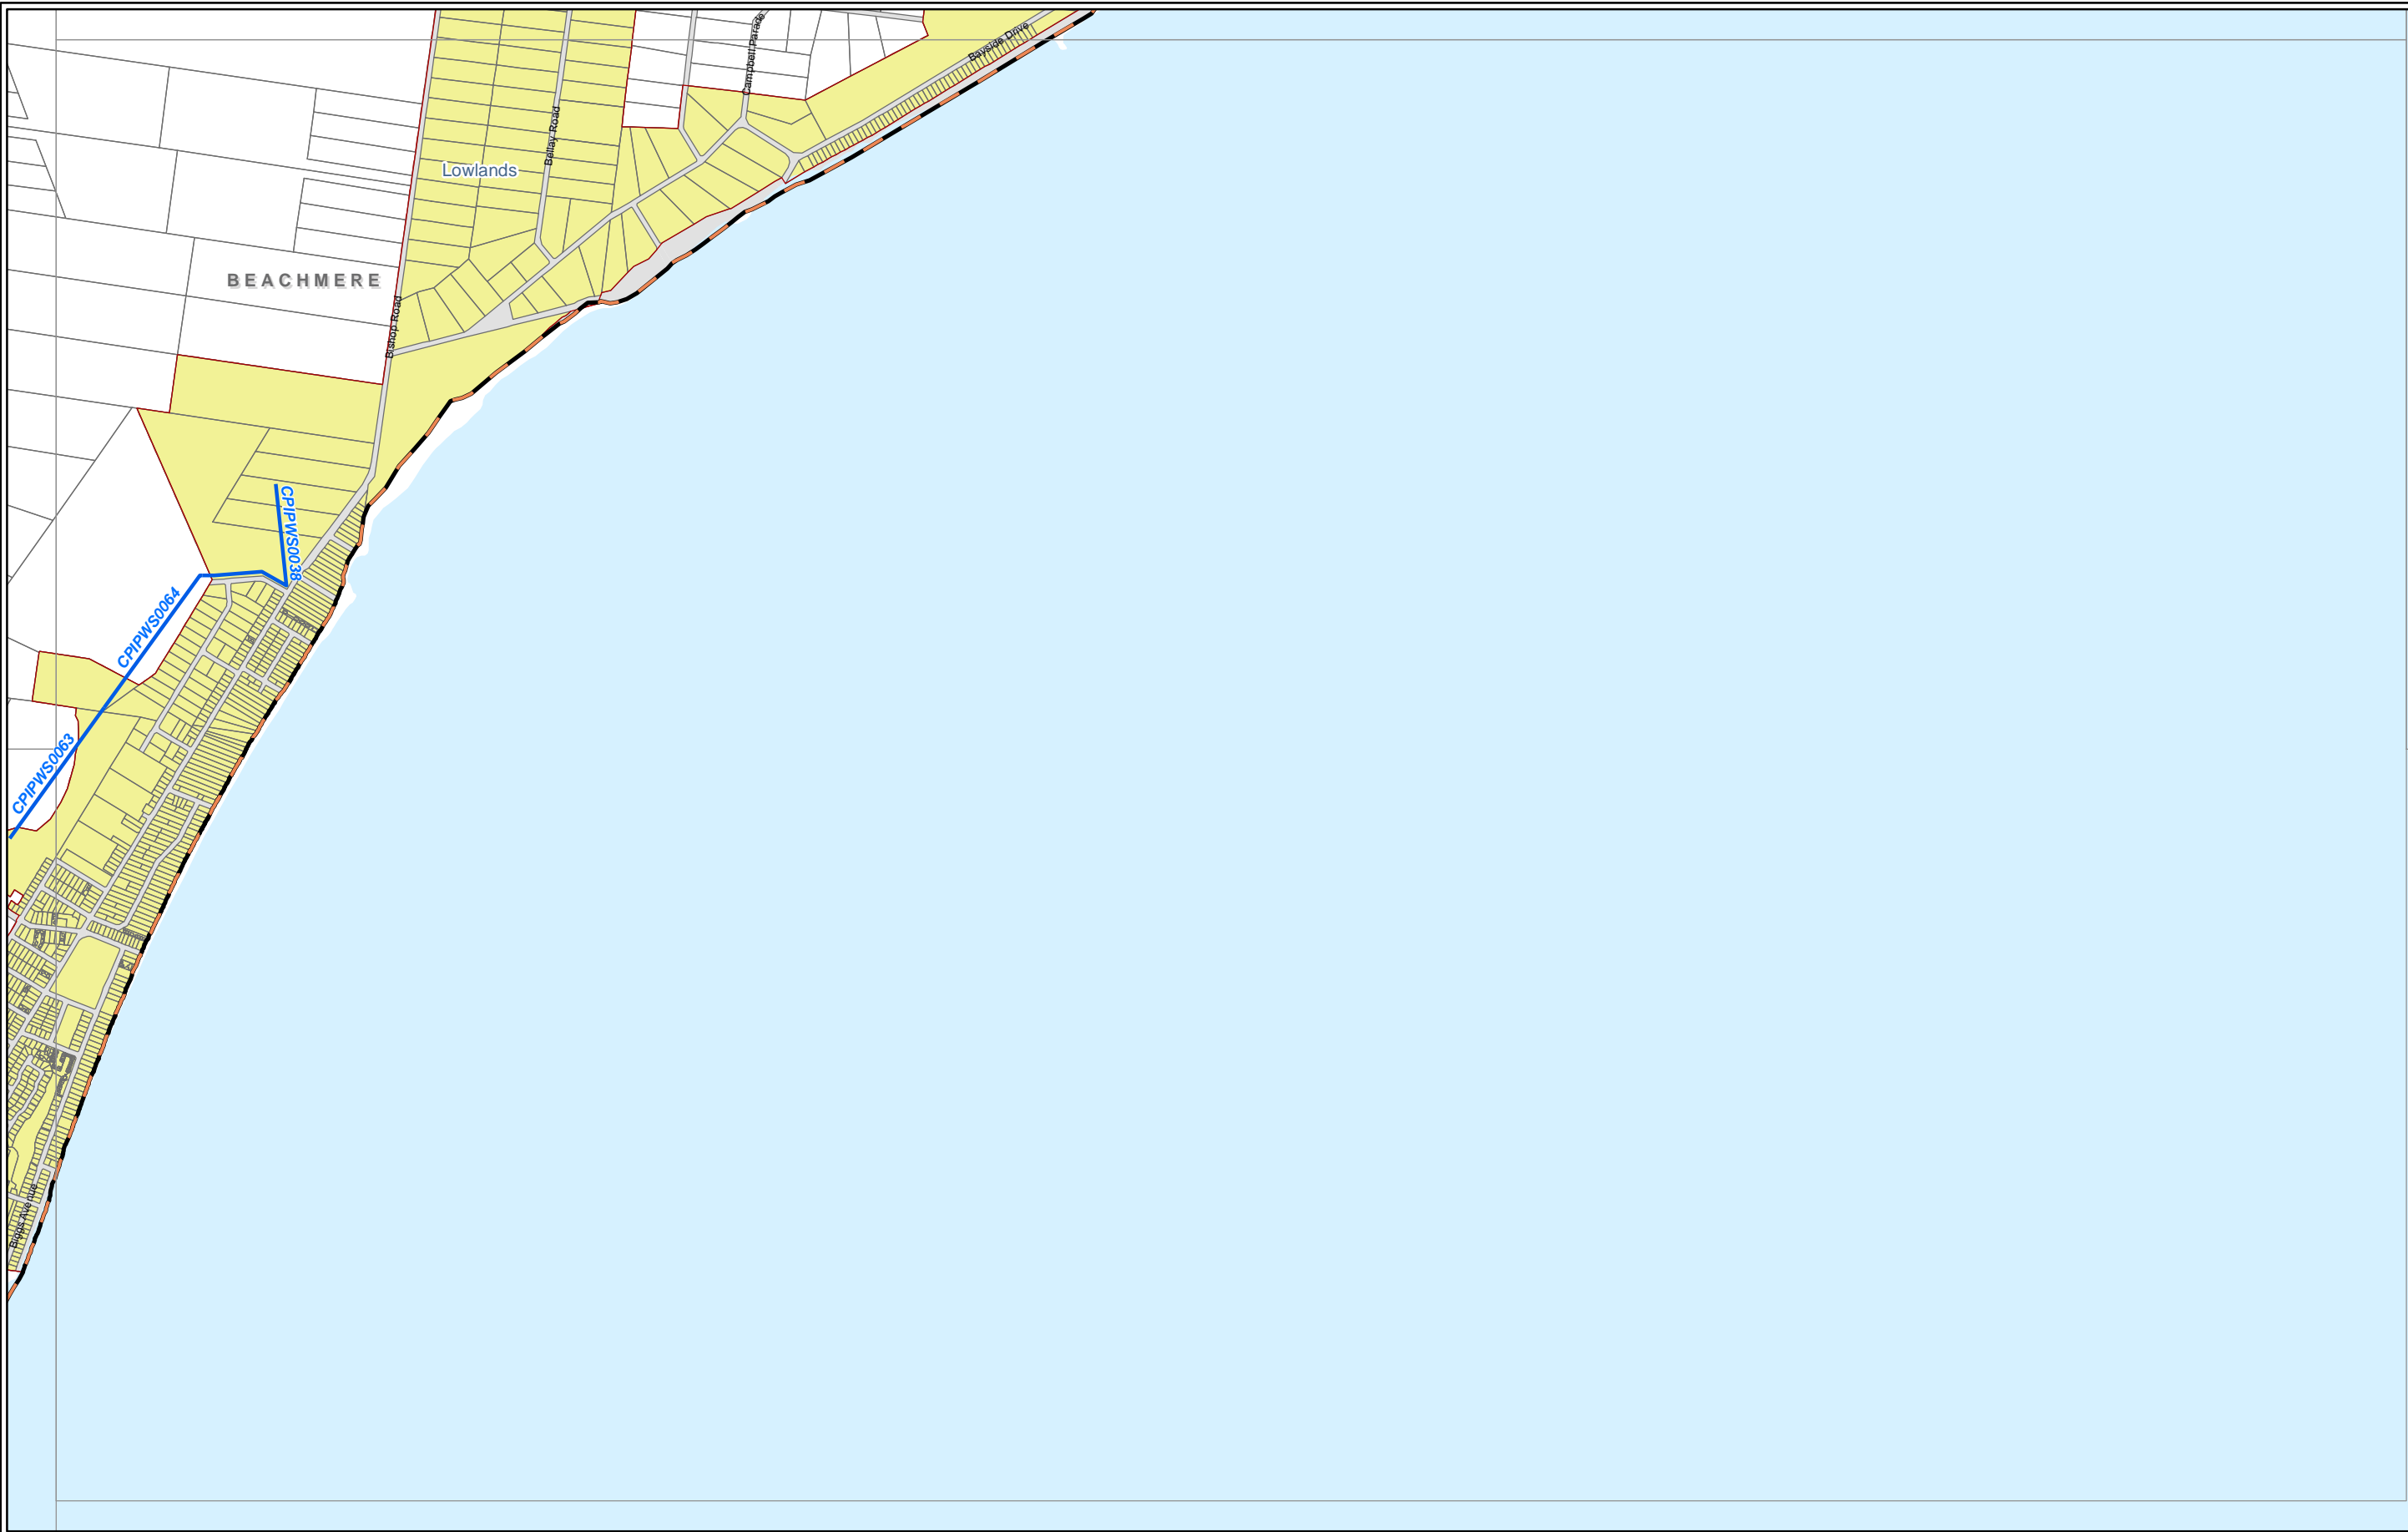 Bayside Drive
Campbell Parade
Bellay Road
Lowlands
BEACHMERE
Bishop Road
CPIPWS0038
CPIPWS0064
CPIPWS0063
Biggs Avenue